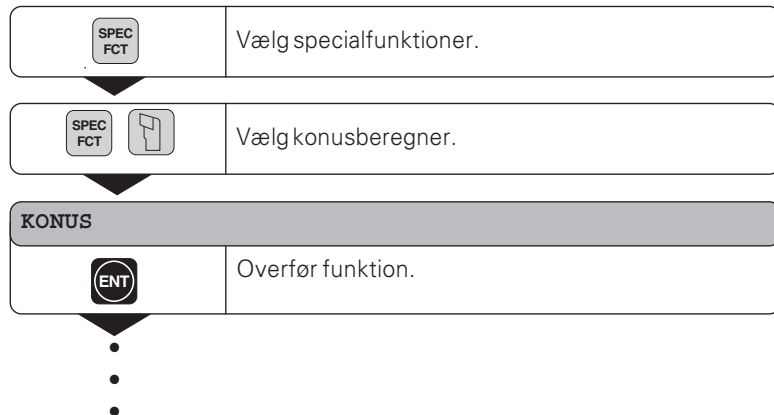 SPEC
FCT
Vælg specialfunktioner.
SPEC
FCT
Vælg konusberegner.
KONUS
ENT
Overfør funktion.